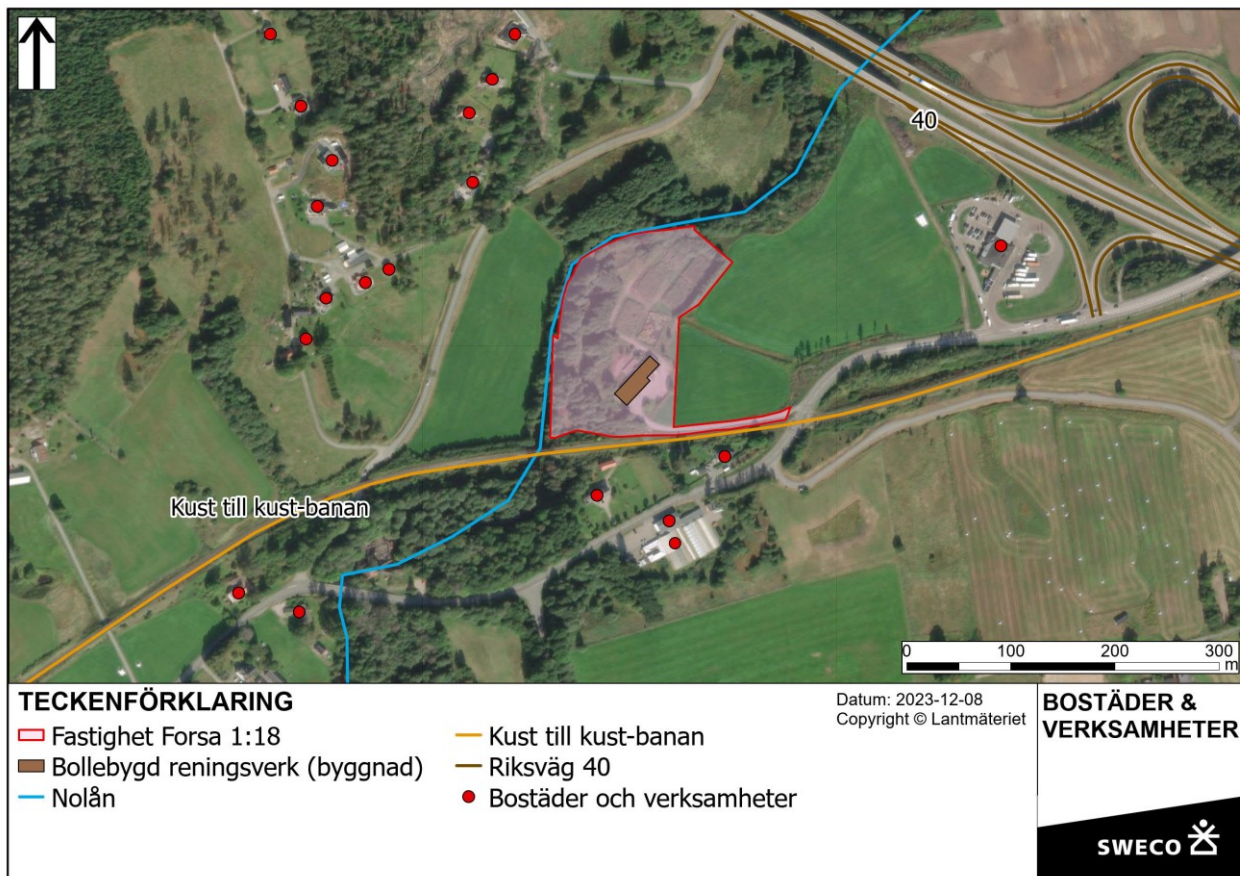 40
Kust till kust-banan
0 100 200 300
m
TECKENFÖRKLARING
Fastighet Forsa 1:18
Bollebygd reningsverk (byggnad)
Nolån
Kust till kust-banan
Riksväg 40
Bostäder och verksamheter
Datum: 2023-12-08
Copyright © Lantmäteriet
BOSTÄDER &
VERKSAMHETER
SWECO